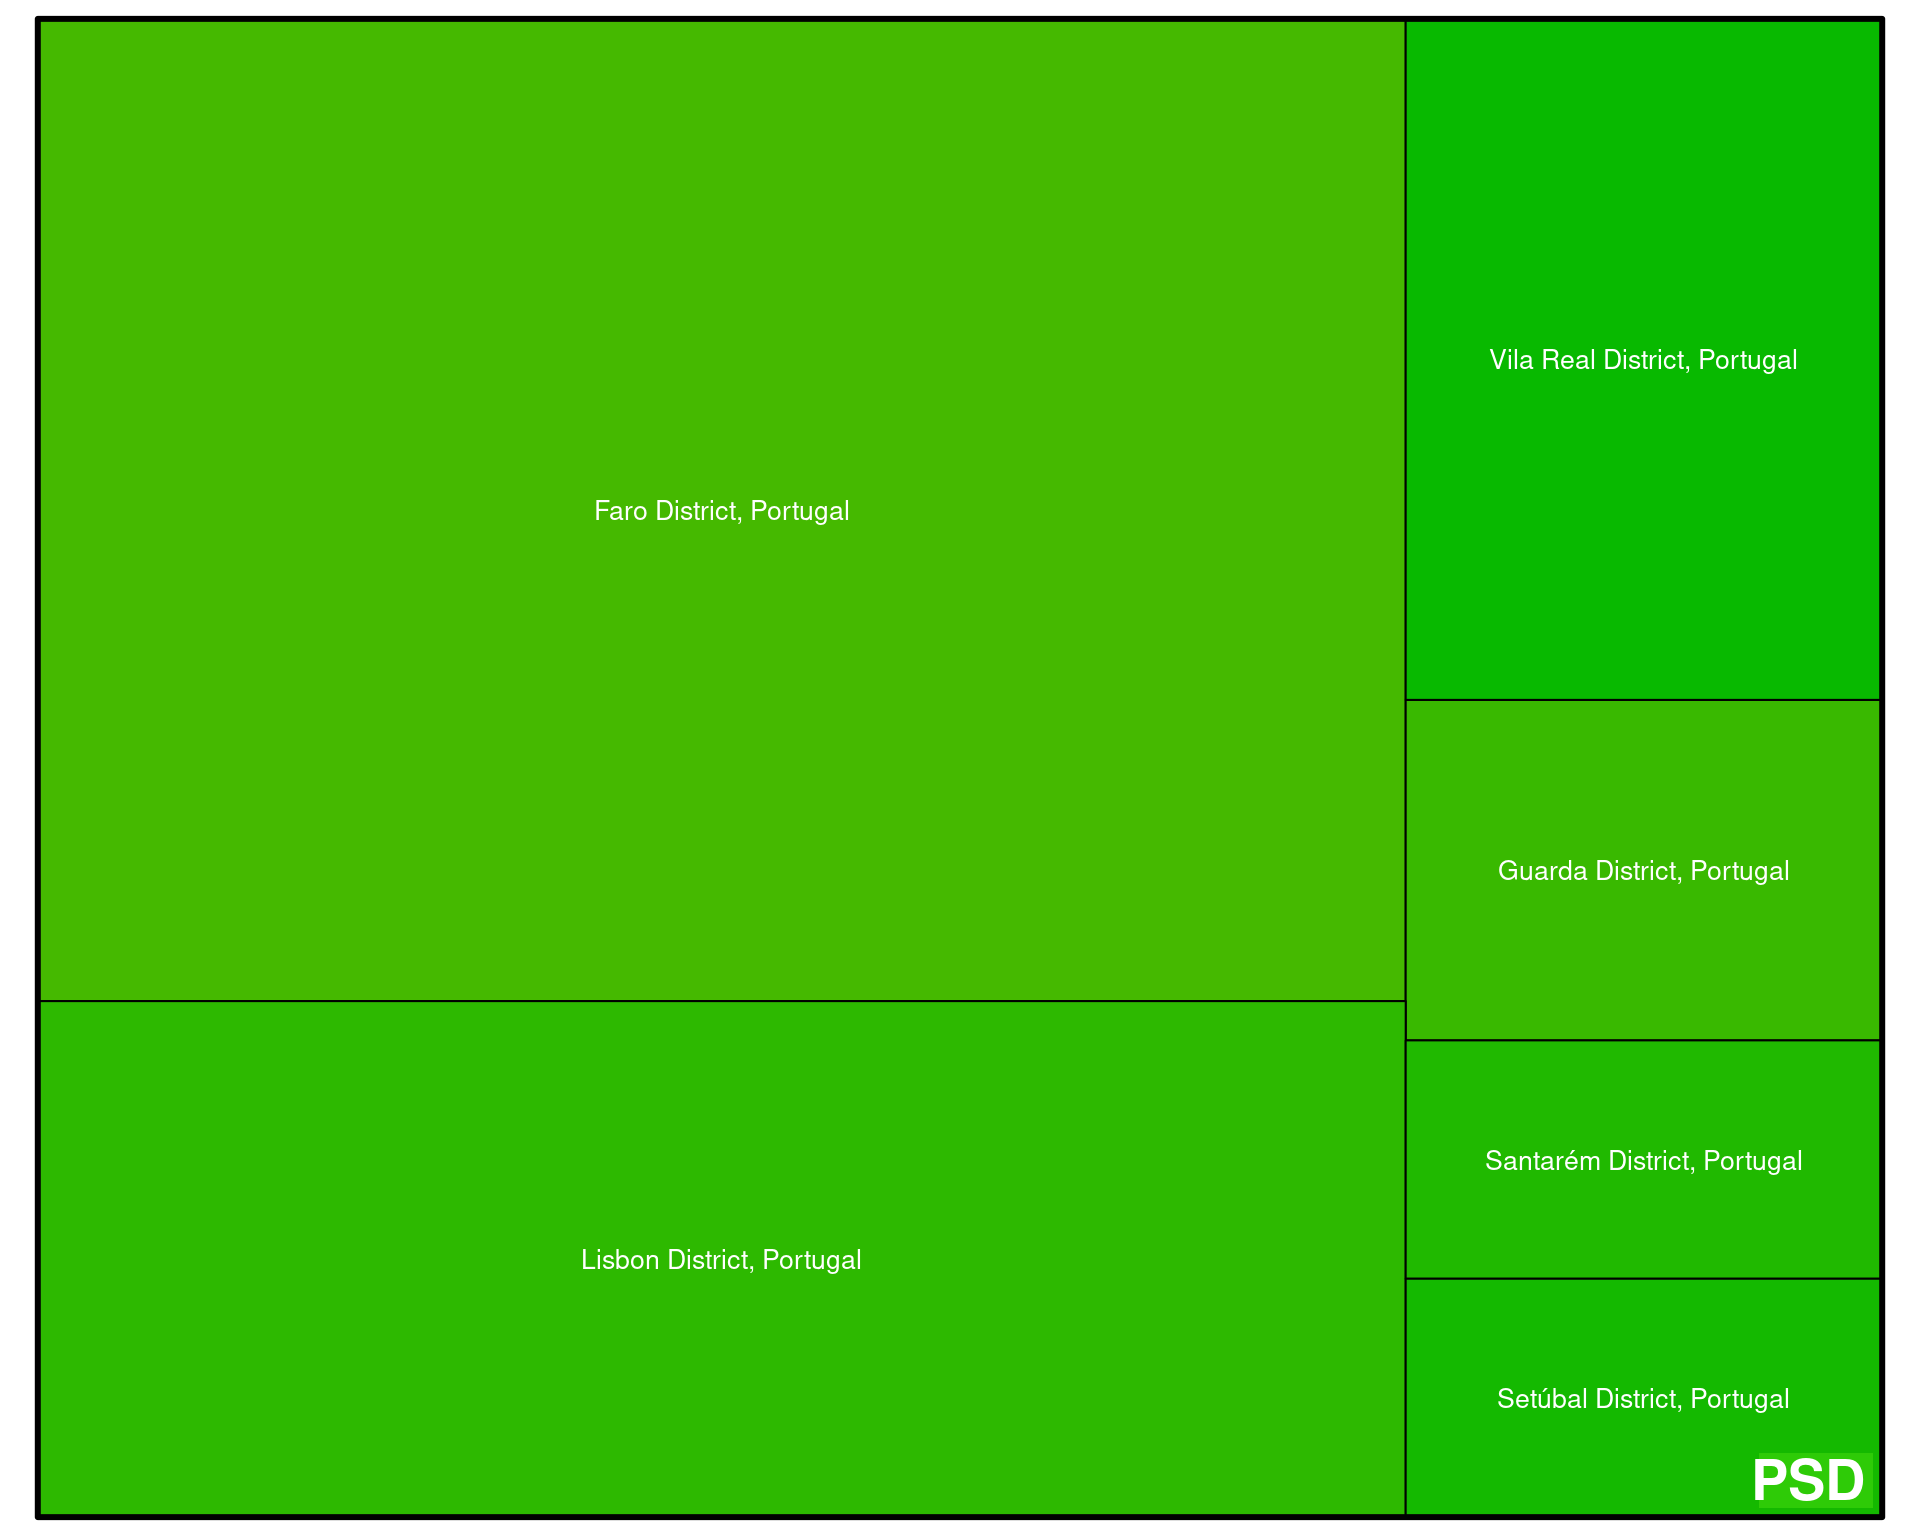 Faro District, Portugal
Lisbon District, Portugal
Vila Real District, Portugal
Guarda District, Portugal
Santarém District, Portugal
Setúbal District, Portugal
PSD